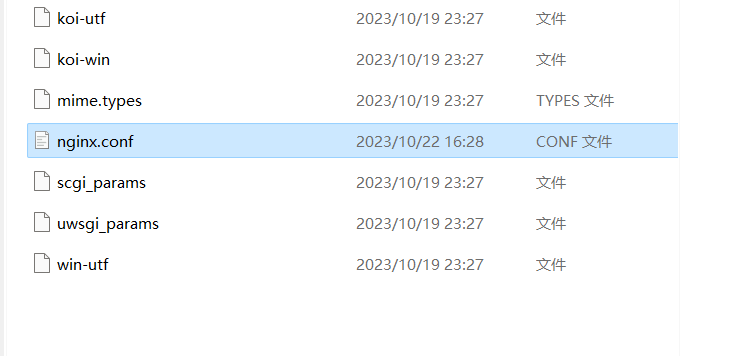 koi-utf 2023/10/19 23:27 文件
koi-win 2023/10/19 23:27 文件
mime.types 2023/10/19 23:27 TYPES 文件
nginx.conf 2023/10/22 16:28 CONF 文件
scgi_params 2023/10/19 23:27 文件
uwsgi_params 2023/10/19 23:27 文件
win-utf 2023/10/19 23:27 文件